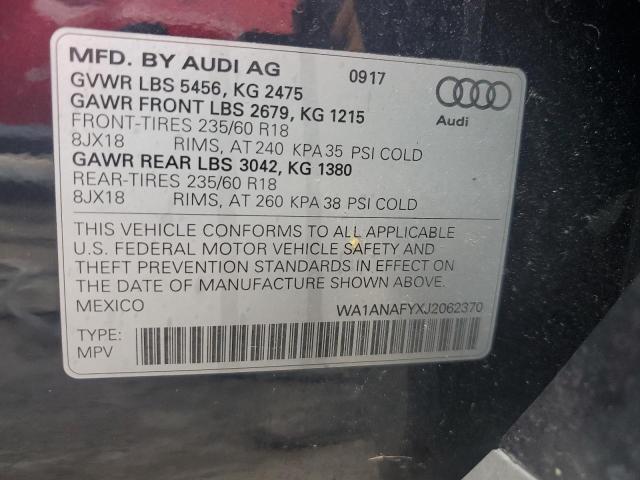 MFD. BY AUDI AG 0917
GVWR LBS 5456, KG 2475
GAWR FRONT LBS 2679, KG 1215
FRONT-TIRES 235/60 R18
8JX18 RIMS, AT 240 KPA 35 PSI COLD
GAWR REAR LBS 3042, KG 1380
REAR-TIRES 235/60 R18
8JX18 RIMS, AT 260 KPA 38 PSI COLD
Audi
THIS VEHICLE CONFORMS TO ALL APPLICABLE
U.S. FEDERAL MOTOR VEHICLE SAFETY AND
THEFT PREVENTION STANDARDS IN EFFECT ON
THE DATE OF MANUFACTURE SHOWN ABOVE.
MEXICO WA1ANAFYXJ2062370
TYPE:
MPV